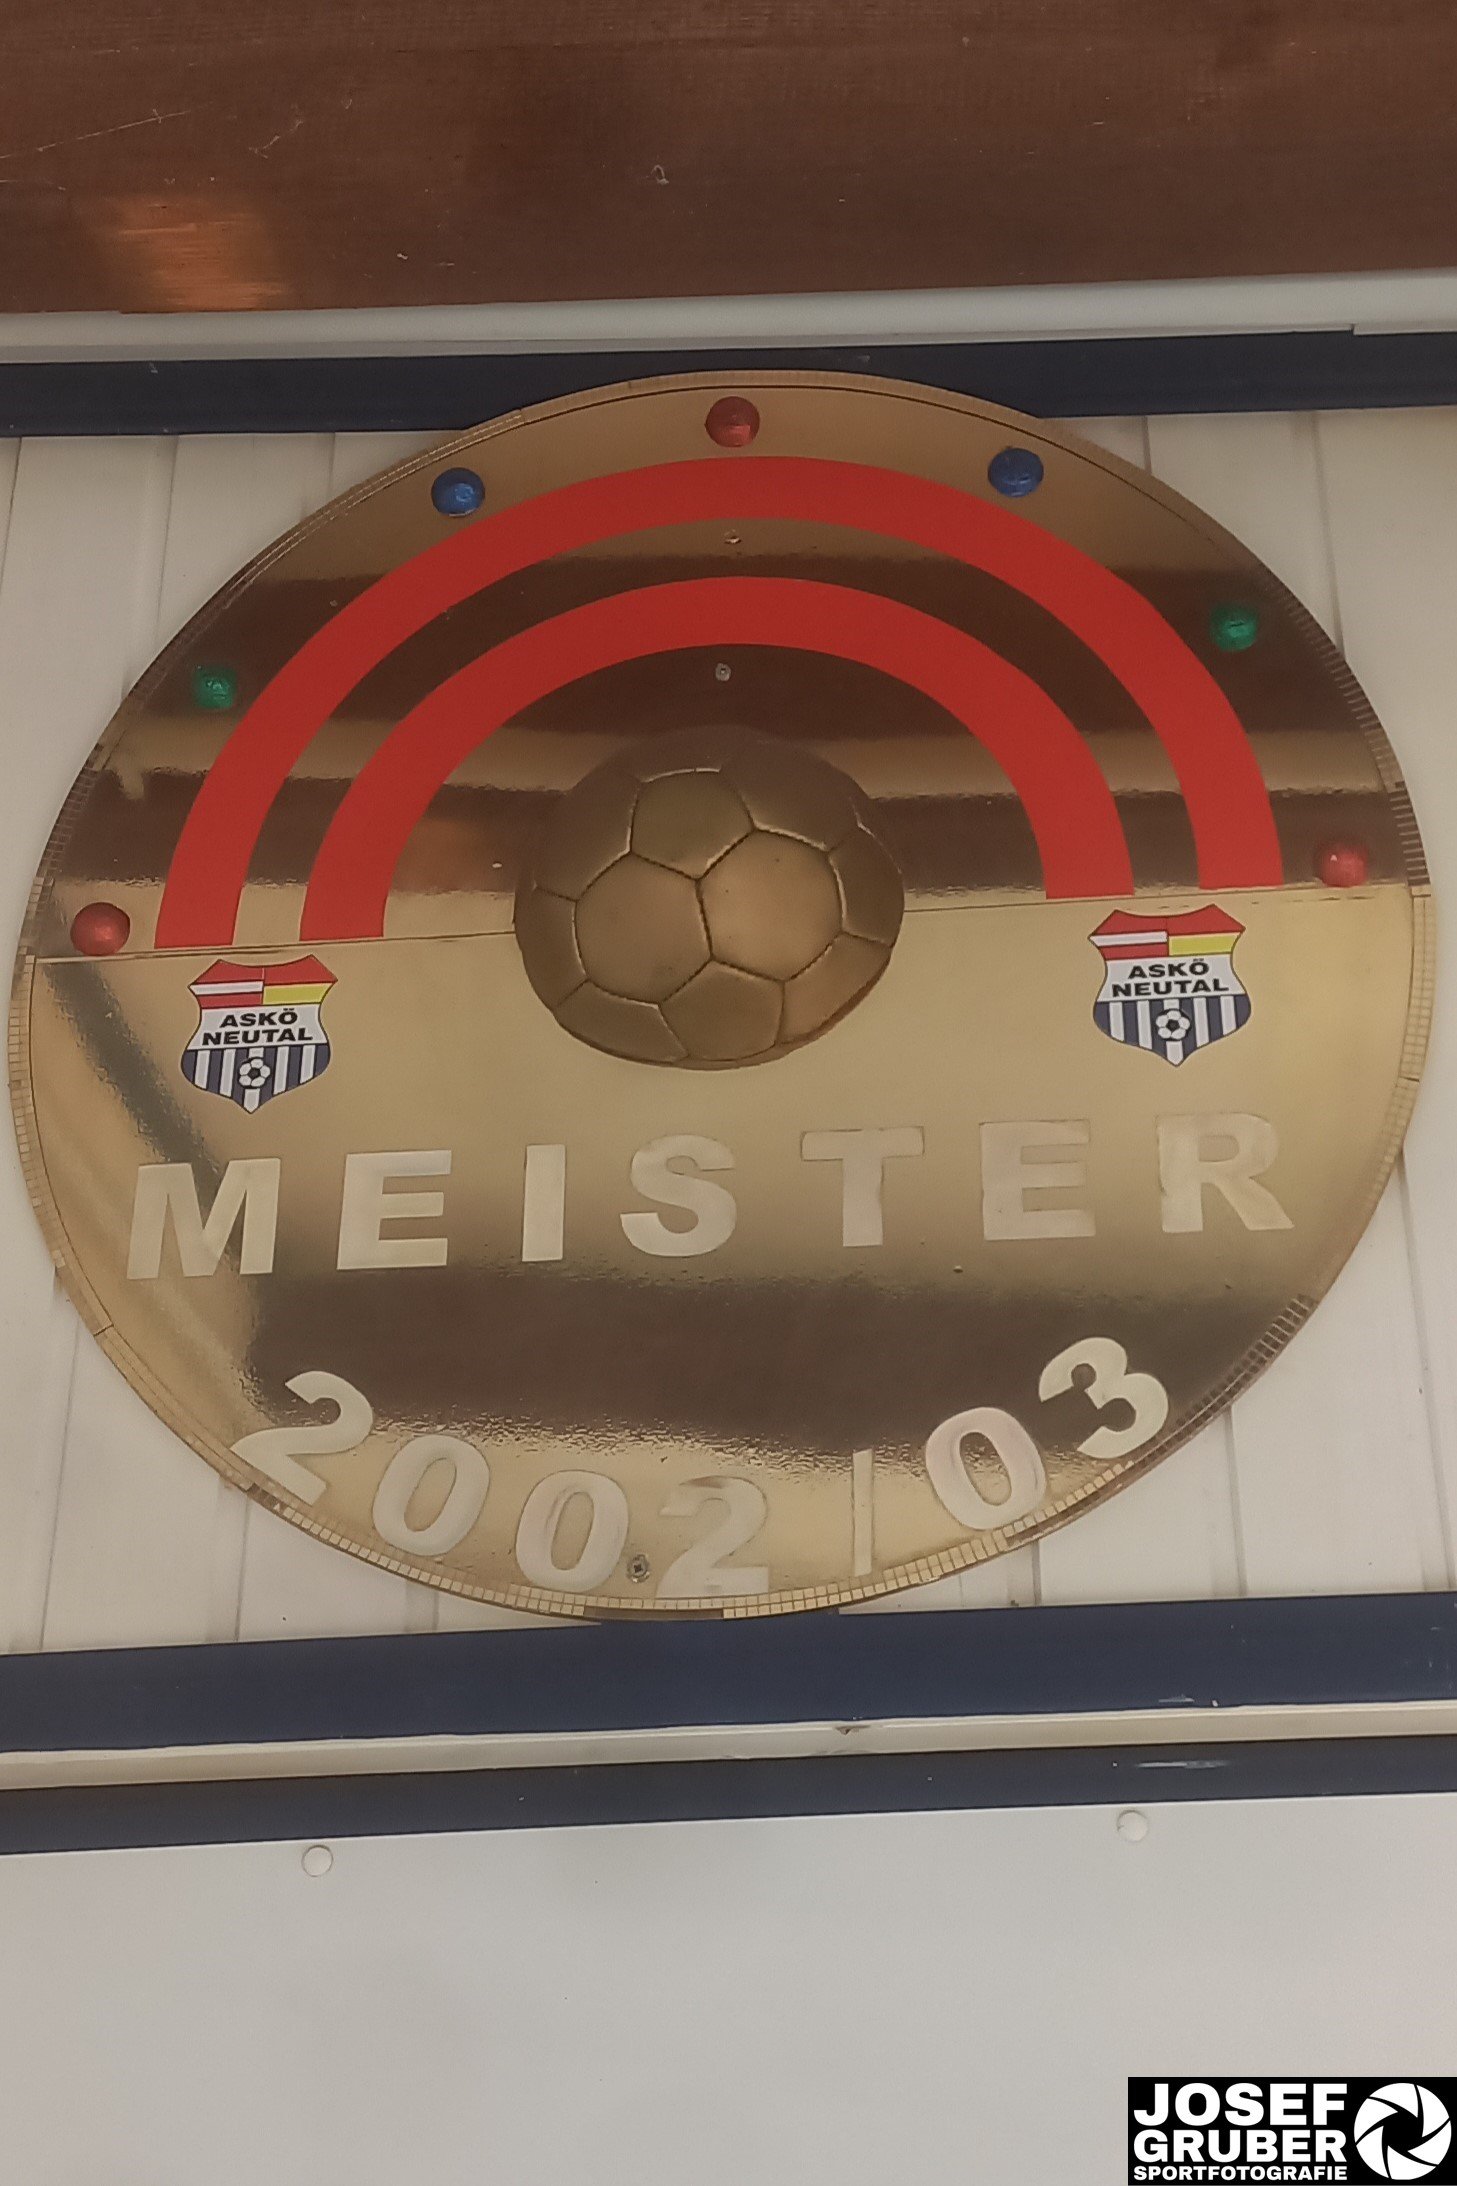 ASKÖ
NEUTAL
ASKÖ
NEUTAL
MEISTER
2002/03
JOSEF
GRUBER
SPORTFOTOGRAFIE